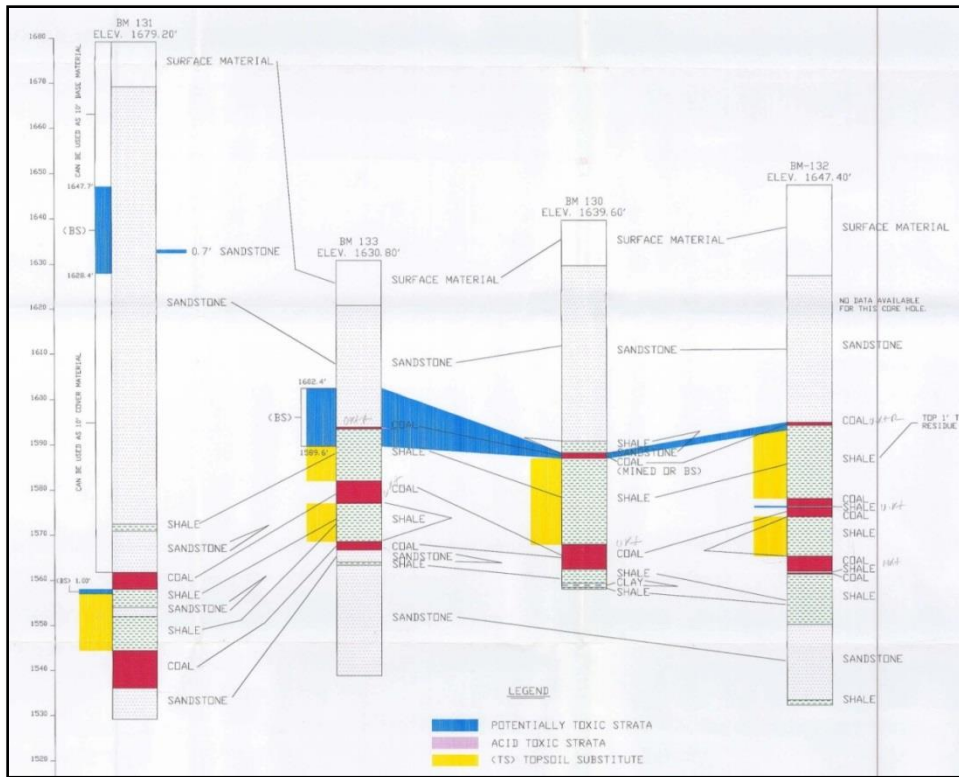 BM 131
ELEV. 1679.20'
1680
1670
1660
1650
1640
1630
1620
1610
1600
1590
1580
1570
1560
1550
1540
1530
1520
CAN BE USED AS 10' BASE MATERIAL
1647.7'
(BS)
1628.4'
CAN BE USED AS 10' COVER MATERIAL
(BS) 1.00'
SURFACE MATERIAL
0.7' SANDSTONE
SANDSTONE
SHALE
SANDSTONE
COAL
SHALE
SANDSTONE
SHALE
COAL
SANDSTONE
BM 133
ELEV. 1630.80'
1602.4'
(BS)
1589.6'
SURFACE MATERIAL
SANDSTONE
COAL
SHALE
COAL
SHALE
COAL
SANDSTONE
SHALE
SANDSTONE
BM 130
ELEV. 1639.60'
SURFACE MATERIAL
SANDSTONE
SHALE
SANDSTONE
COAL
(MINED OR BS)
SHALE
COAL
SHALE
CLAY
SHALE
BM-132
ELEV. 1647.40'
SURFACE MATERIAL
NO DATA AVAILABLE
FOR THIS CORE HOLE.
SANDSTONE
COAL
TOP 1' T
RESIDUE
SHALE
COAL
SHALE
COAL
SHALE
COAL
SHALE
COAL
SHALE
SANDSTONE
SHALE
LEGEND
POTENTIALLY TOXIC STRATA
ACID TOXIC STRATA
(TS) TOPSOIL SUBSTITUTE